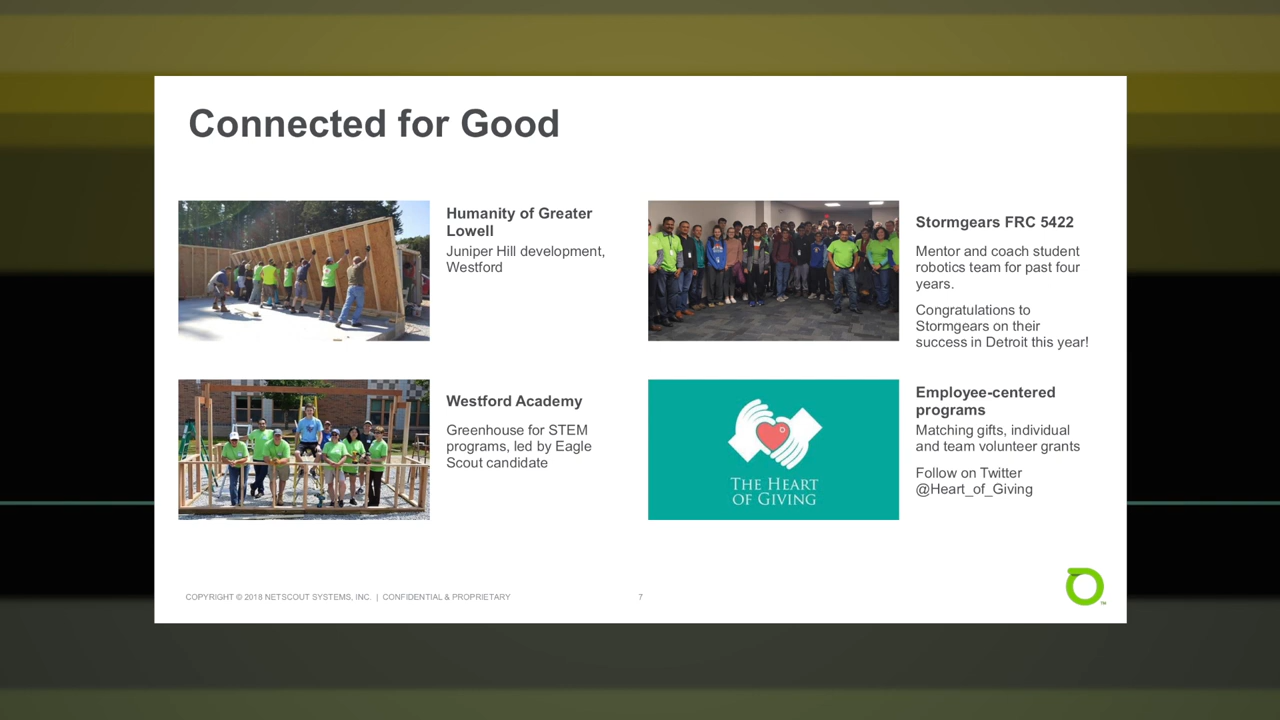 Connected for Good
Humanity of Greater
Lowell
Juniper Hill development,
Westford
Stormgears FRC 5422
Mentor and coach student
robotics team for past four
years.
Congratulations to
Stormgears on their
success in Detroit this year!
Westford Academy
Greenhouse for STEM
programs, led by Eagle
Scout candidate
THE HEART
OF GIVING
Employee-centered
programs
Matching gifts, individual
and team volunteer grants
Follow on Twitter
@Heart_of_Giving
COPYRIGHT © 2018 NETSCOUT SYSTEMS, INC. | CONFIDENTIAL & PROPRIETARY
7
TM